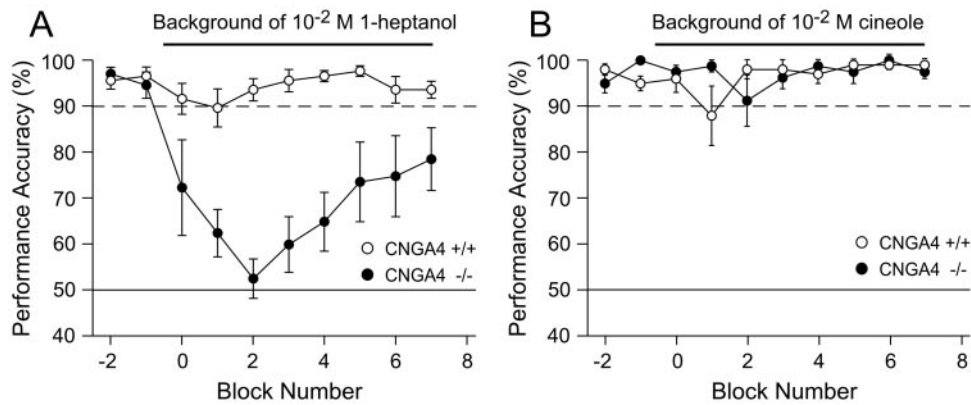 A
Background of 10⁻² M 1-heptanol
Performance Accuracy (%)
100
90
80
70
60
50
40
CNGA4 +/+
CNGA4 -/-
-2 0 2 4 6 8
Block Number
B
Background of 10⁻² M cineole
Performance Accuracy (%)
100
90
80
70
60
50
40
CNGA4 +/+
CNGA4 -/-
-2 0 2 4 6 8
Block Number